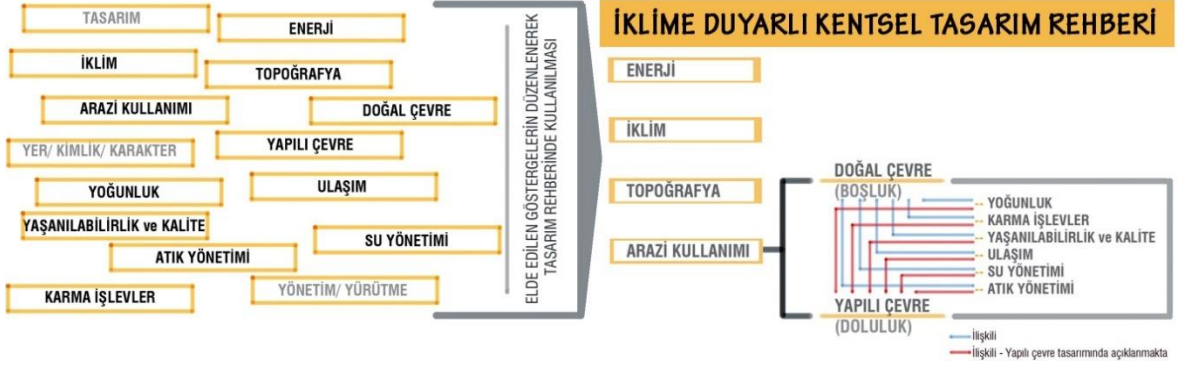 TASARIM
ENERJİ
İKLİM
TOPOĞRAFYA
ARAZİ KULLANIMI
DOĞAL ÇEVRE
YER/ KİMLİK/ KARAKTER
YAPILI ÇEVRE
YOĞUNLUK
ULAŞIM
YAŞANILABİLİRLİK ve KALİTE
SU YÖNETİMİ
ATIK YÖNETİMİ
YÖNETİM/ YÜRÜTME
KARMA İŞLEVLER
ELDE EDİLEN GÖSTERGELERİN DÜZENLENEREK
TASARIM REHBERİNDE KULLANILMASI
İKLİME DUYARLI KENTSEL TASARIM REHBERİ
ENERJİ
İKLİM
TOPOĞRAFYA
ARAZİ KULLANIMI
DOĞAL ÇEVRE
(BOŞLUK)
YOĞUNLUK
KARMA İŞLEVLER
YAŞANILABİLİRLİK ve KALİTE
ULAŞIM
SU YÖNETİMİ
ATIK YÖNETİMİ
YAPILI ÇEVRE
(DOLULUK)
İlişkili
İlişkili - Yapılı çevre tasarımında açıklanmakta